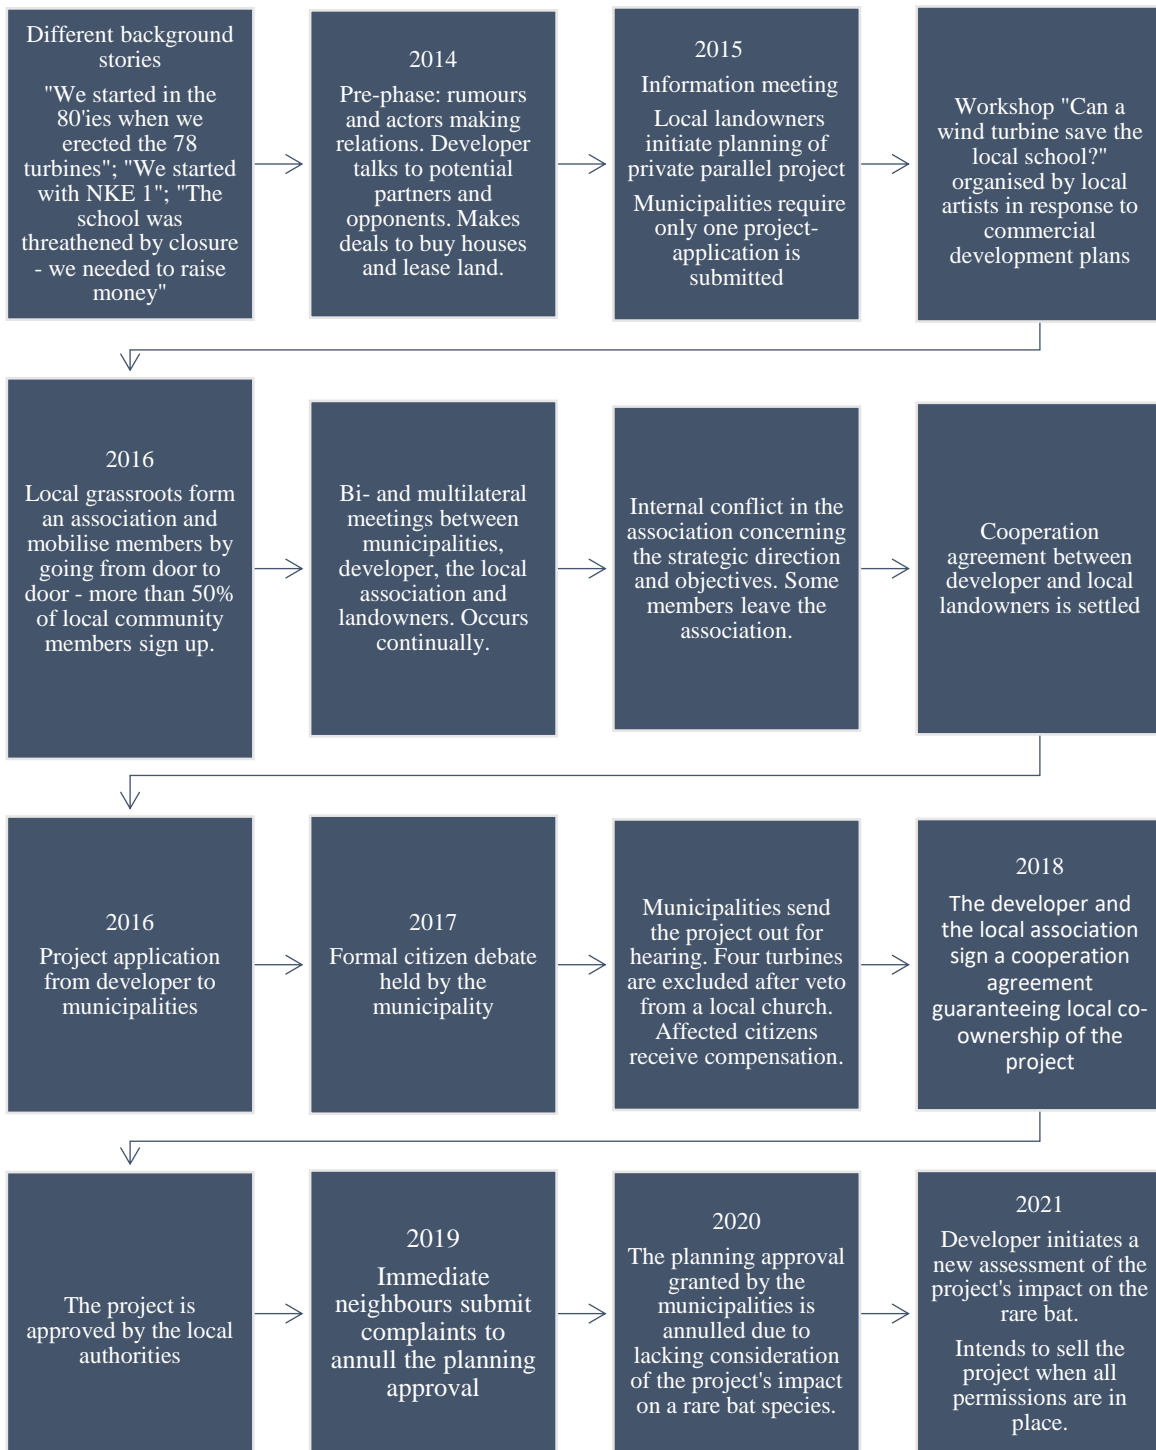 Different background
stories
"We started in the
80'ies when we
erected the 78
turbines"; "We started
with NKE 1"; "The
school was
threathened by closure
- we needed to raise
money"
2014
Pre-phase: rumours
and actors making
relations. Developer
talks to potential
partners and
opponents. Makes
deals to buy houses
and lease land.
2015
Information meeting
Local landowners
initiate planning of
private parallel project
Municipalities require
only one project-
application is
submitted
Workshop "Can a
wind turbine save the
local school?"
organised by local
artists in response to
commercial
development plans
2016
Local grassroots form
an association and
mobilise members by
going from door to
door - more than 50%
of local community
members sign up.
Bi- and multilateral
meetings between
municipalities,
developer, the local
association and
landowners. Occurs
continually.
Internal conflict in the
association concerning
the strategic direction
and objectives. Some
members leave the
association.
Cooperation
agreement between
developer and local
landowners is settled
2016
Project application
from developer to
municipalities
2017
Formal citizen debate
held by the
municipality
Municipalities send
the project out for
hearing. Four turbines
are excluded after veto
from a local church.
Affected citizens
receive compensation.
2018
The developer and
the local association
sign a cooperation
agreement
guaranteeing local co-
ownership of the
project
The project is
approved by the local
authorities
2019
Immediate
neighbours submit
complaints to
annull the planning
approval
2020
The planning approval
granted by the
municipalities is
annulled due to
lacking consideration
of the project's impact
on a rare bat species.
2021
Developer initiates a
new assessment of the
project's impact on the
rare bat.
Intends to sell the
project when all
permissions are in
place.